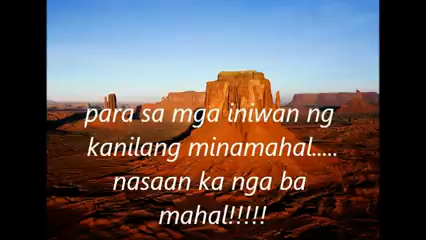 para sa mga iniwan ng
kanilang minamahal.....
nasaan ka nga ba
mahal!!!!!